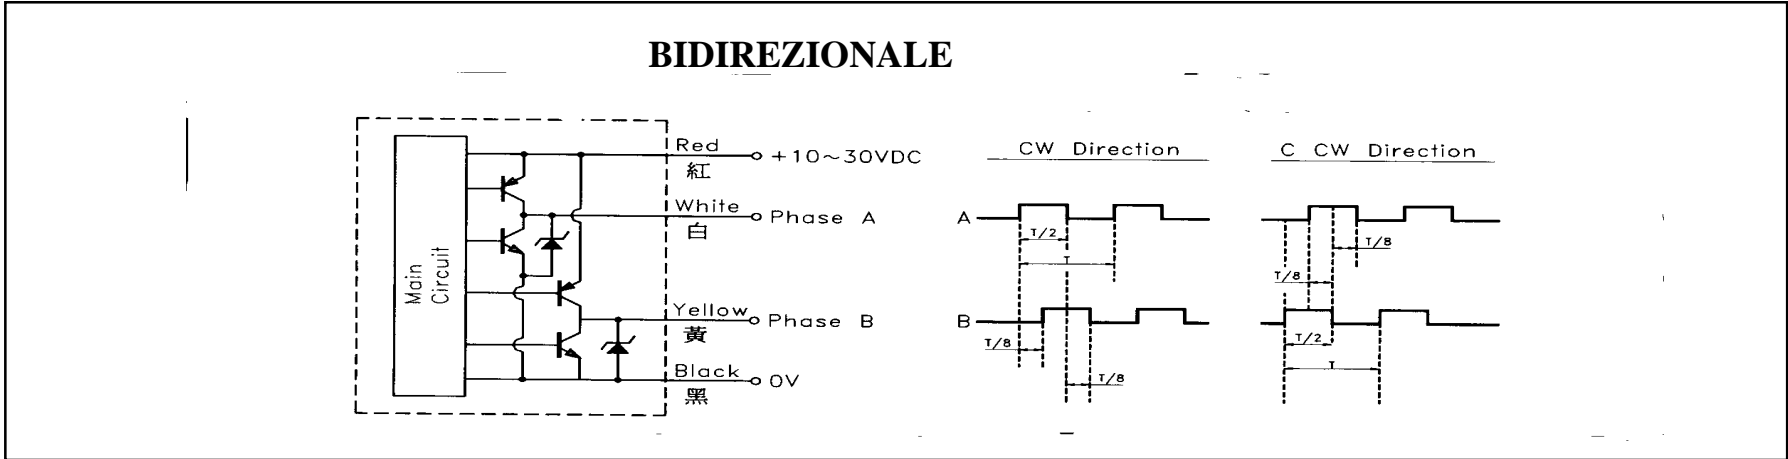 BIDIREZIONALE
Main
Circuit
Red
紅
+10~30VDC
White
白
Phase A
Yellow
黃
Phase B
Black
黑
0V
CW Direction
A
T/2
T
B
T/8
T/8
C CW Direction
T/8
T/8
T/2
T